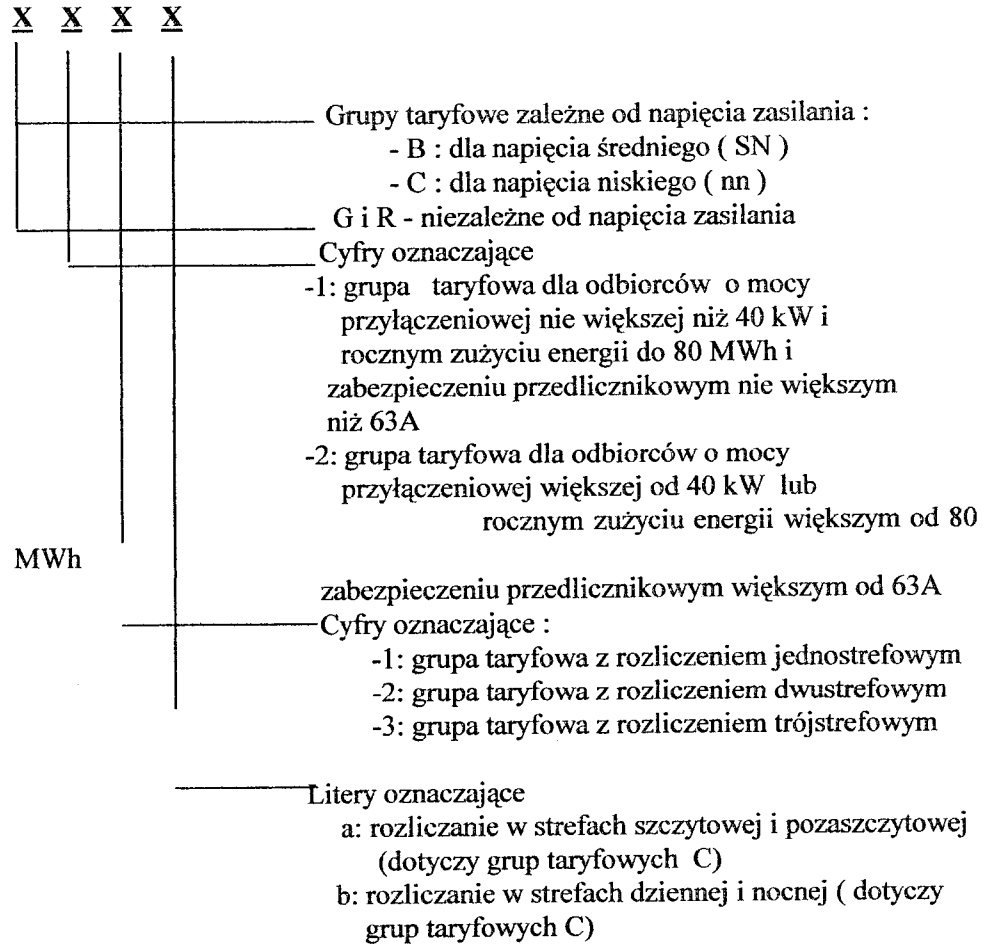 X X X X
Grupy taryfowe zależne od napięcia zasilania :
- B : dla napięcia średniego ( SN )
- C : dla napięcia niskiego ( nn )
G i R - niezależne od napięcia zasilania
Cyfry oznaczające
-1: grupa taryfowa dla odbiorców o mocy
przyłączeniowej nie większej niż 40 kW i
rocznym zużyciu energii do 80 MWh i
zabezpieczeniu przedlicznikowym nie większym
niż 63A
-2: grupa taryfowa dla odbiorców o mocy
przyłączeniowej większej od 40 kW lub
rocznym zużyciu energii większym od 80
MWh
zabezpieczeniu przedlicznikowym większym od 63A
Cyfry oznaczające :
-1: grupa taryfowa z rozliczeniem jednostrefowym
-2: grupa taryfowa z rozliczeniem dwustrefowym
-3: grupa taryfowa z rozliczeniem trójstrefowym
Litery oznaczające
a: rozliczanie w strefach szczytowej i pozaszczytowej
(dotyczy grup taryfowych C)
b: rozliczanie w strefach dziennej i nocnej ( dotyczy
grup taryfowych C)